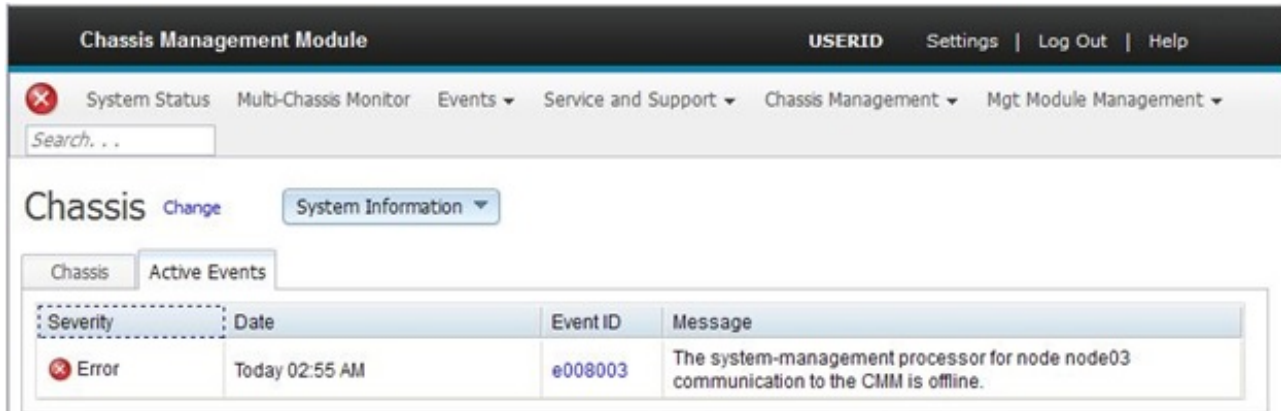 Chassis Management Module USERID Settings | Log Out | Help
System Status Multi-Chassis Monitor Events Service and Support Chassis Management Mgt Module Management
Search. . .
Chassis Change System Information
Chassis Active Events
Severity Date Event ID Message
Error Today 02:55 AM e008003 The system-management processor for node node03
communication to the CMM is offline.